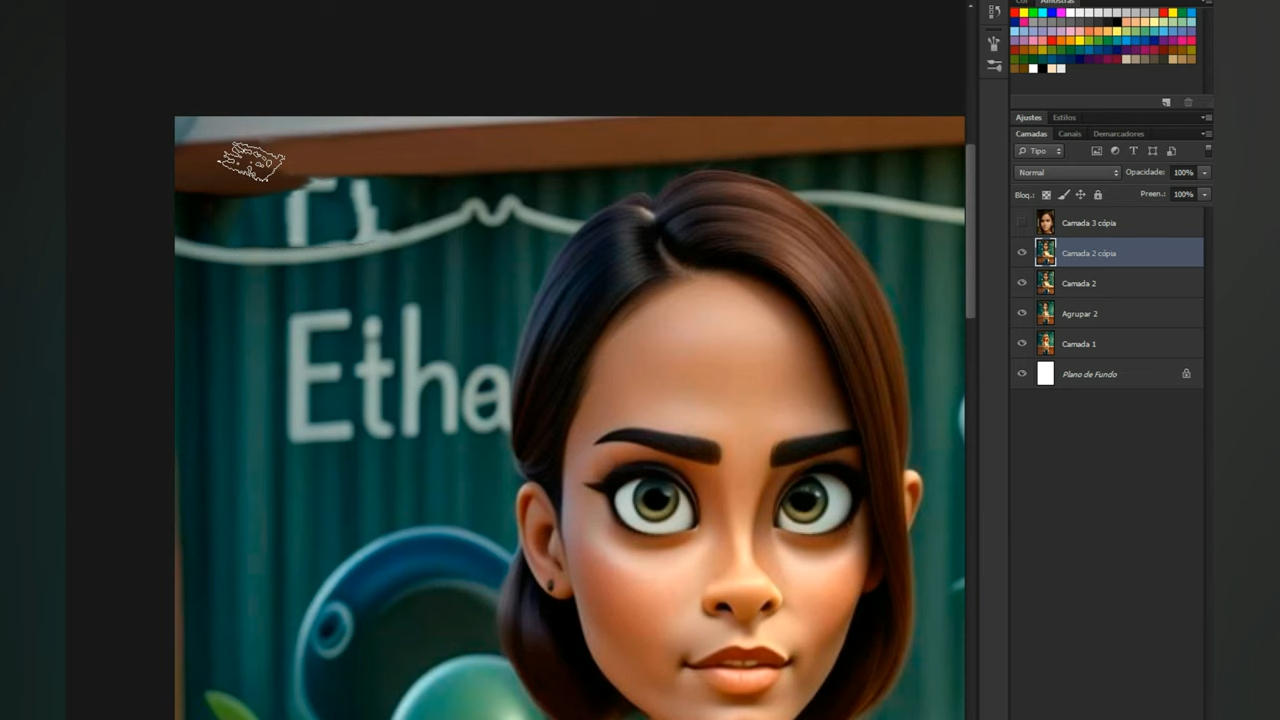 Amostras
Ajustes Estilos
Camadas Canais Demarcadores
Tipo
Normal Opacidade: 100%
Bloq.: Preen.: 100%
Camada 3 cópia
Camada 2 cópia
Camada 2
Agrupar 2
Camada 1
Plano de Fundo
Etha